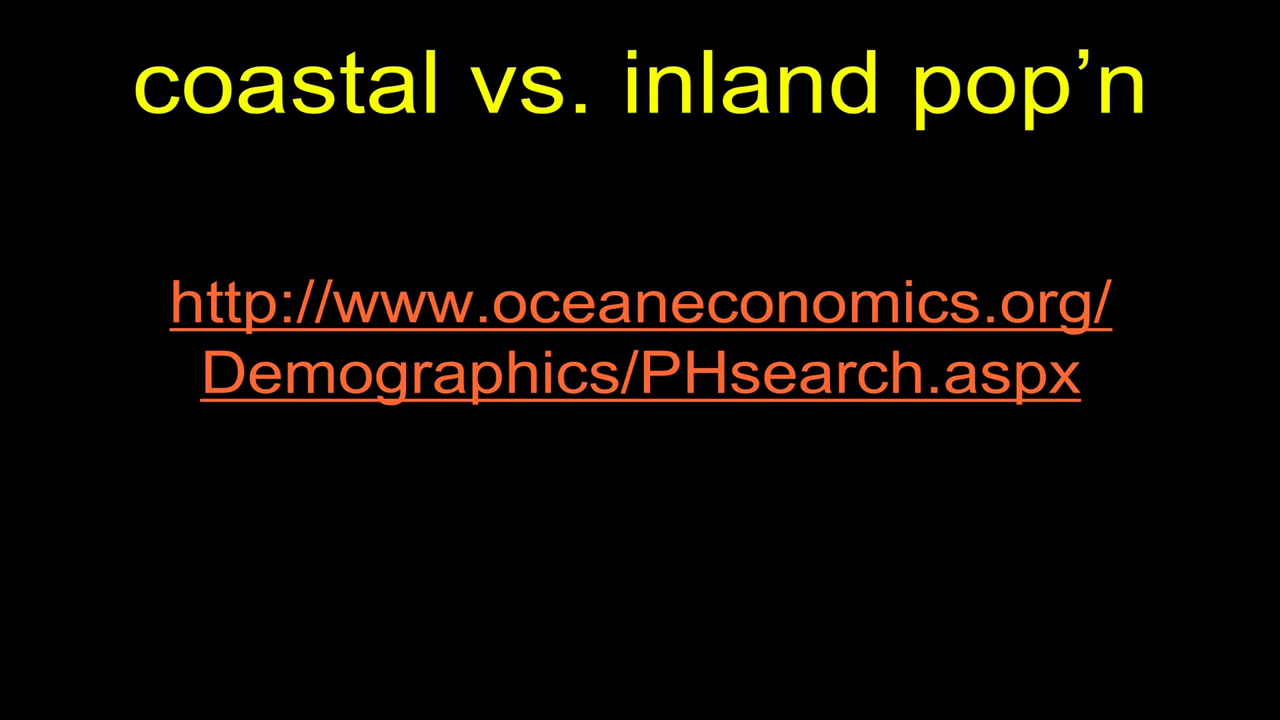 coastal vs. inland pop’n
http://www.oceaneconomics.org/
Demographics/PHsearch.aspx